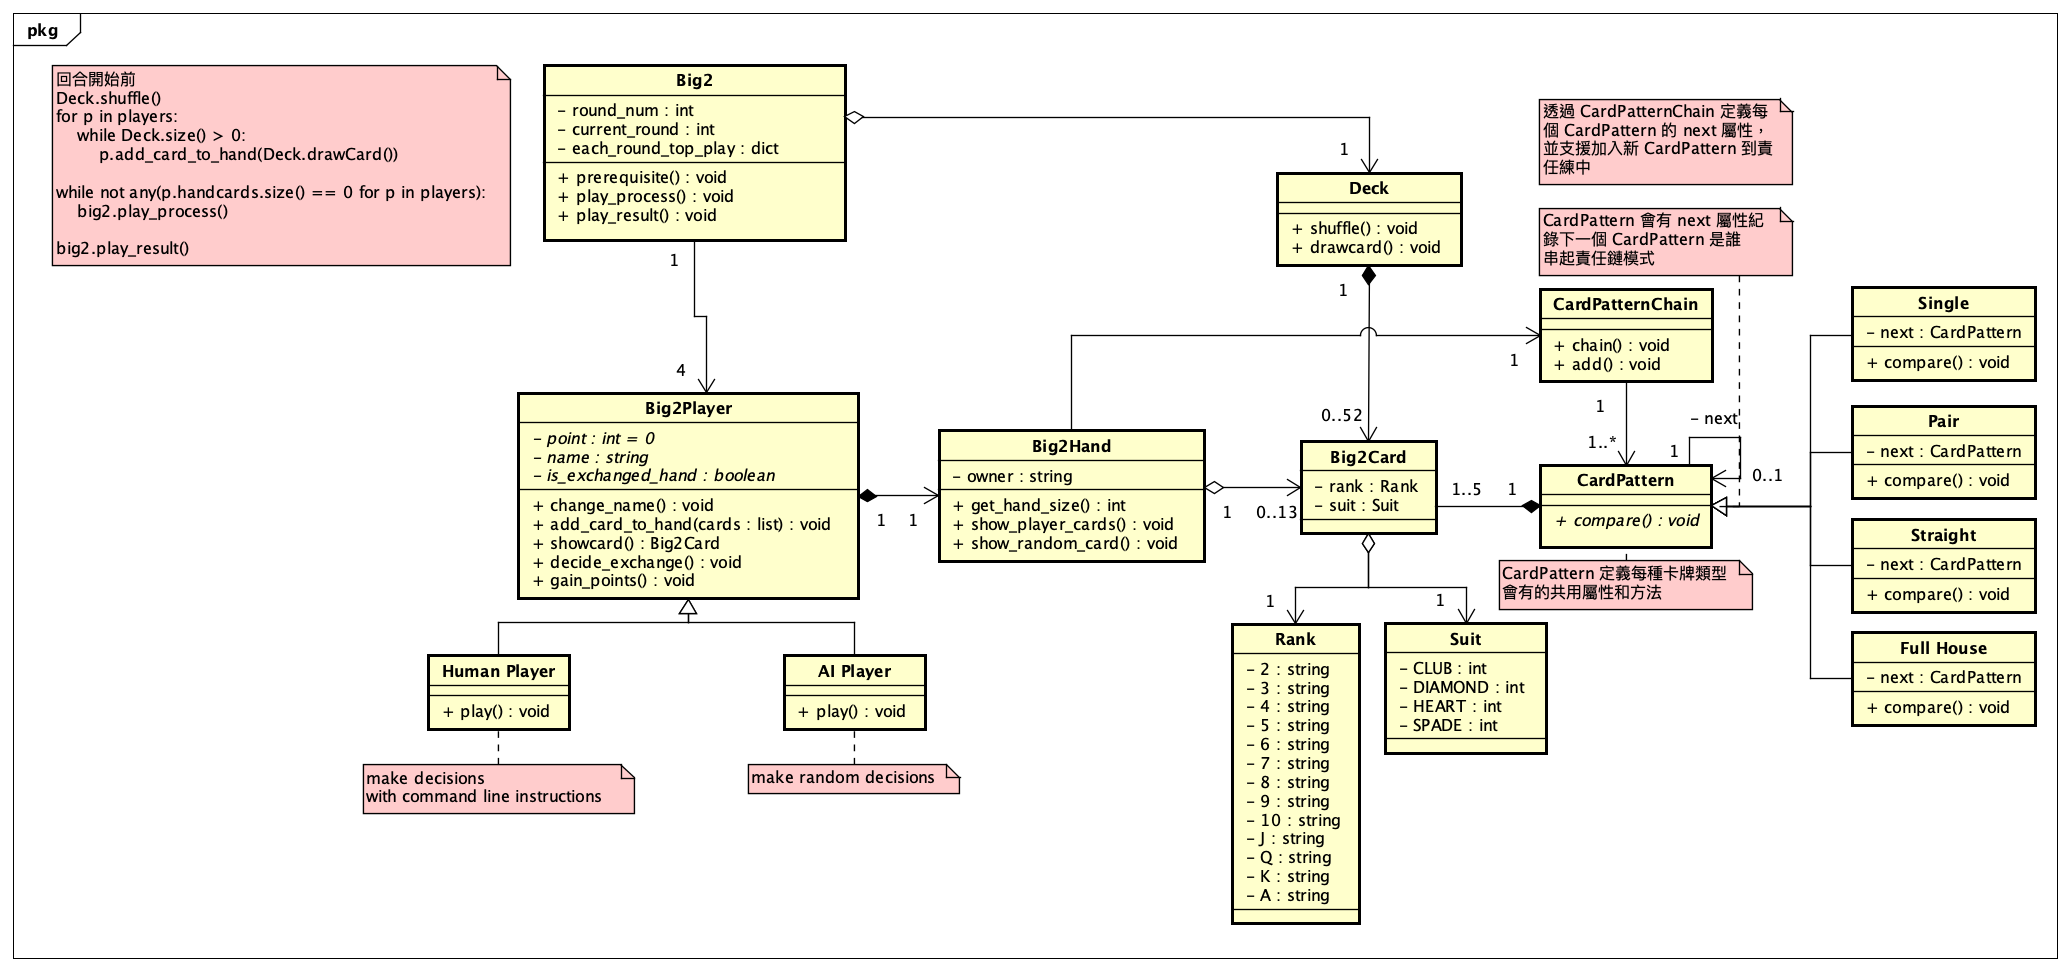 pkg
回合開始前
Deck.shuffle()
for p in players:
while Deck.size() > 0:
p.add_card_to_hand(Deck.drawCard())
while not any(p.handcards.size() == 0 for p in players):
big2.play_process()
big2.play_result()
Big2
- round_num : int
- current_round : int
- each_round_top_play : dict
+ prerequisite() : void
+ play_process() : void
+ play_result() : void
1
4
1
Deck
+ shuffle() : void
+ drawcard() : void
1
0..52
透過 CardPatternChain 定義每
個 CardPattern 的 next 屬性，
並支援加入新 CardPattern 到責
任練中
CardPattern 會有 next 屬性紀
錄下一個 CardPattern 是誰
串起責任鏈模式
CardPatternChain
+ chain() : void
+ add() : void
1
1
1..*
- next
1
0..1
Single
- next : CardPattern
+ compare() : void
Pair
- next : CardPattern
+ compare() : void
Straight
- next : CardPattern
+ compare() : void
Full House
- next : CardPattern
+ compare() : void
Big2Player
- point : int = 0
- name : string
- is_exchanged_hand : boolean
+ change_name() : void
+ add_card_to_hand(cards : list) : void
+ showcard() : Big2Card
+ decide_exchange() : void
+ gain_points() : void
1
1
Big2Hand
- owner : string
+ get_hand_size() : int
+ show_player_cards() : void
+ show_random_card() : void
1
0..13
Big2Card
- rank : Rank
- suit : Suit
1..5
1
CardPattern
+ compare() : void
CardPattern 定義每種卡牌類型
會有的共用屬性和方法
Human Player
+ play() : void
AI Player
+ play() : void
make decisions
with command line instructions
make random decisions
1
1
Rank
- 2 : string
- 3 : string
- 4 : string
- 5 : string
- 6 : string
- 7 : string
- 8 : string
- 9 : string
- 10 : string
- J : string
- Q : string
- K : string
- A : string
Suit
- CLUB : int
- DIAMOND : int
- HEART : int
- SPADE : int